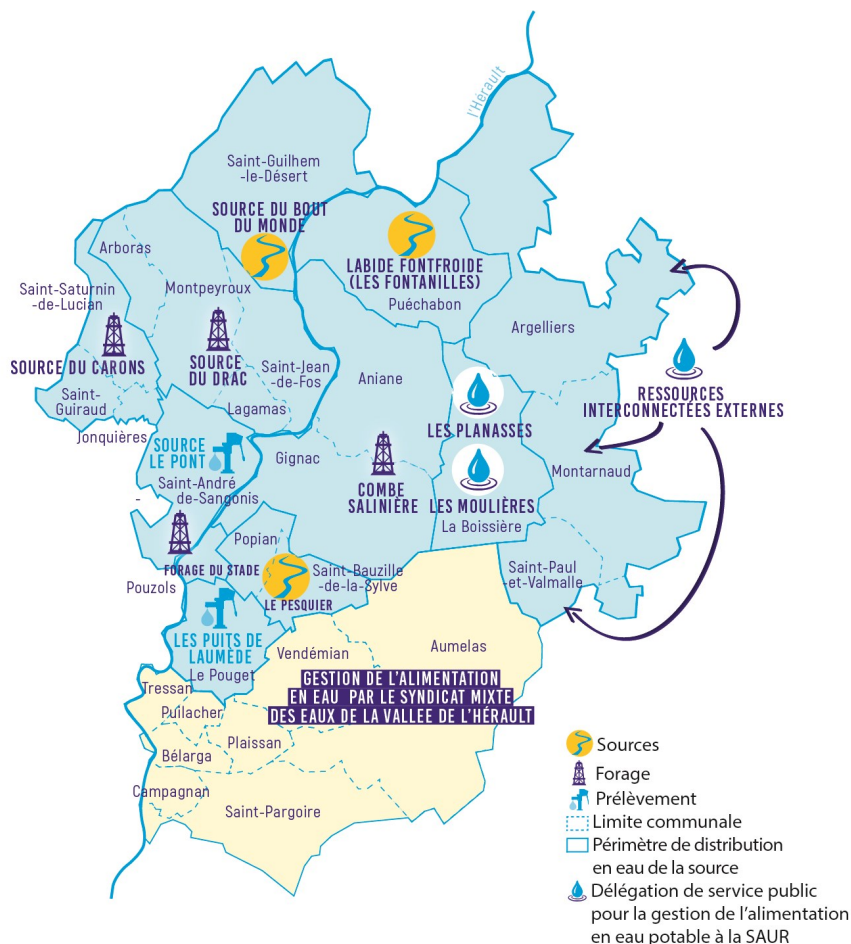 l'Hérault
Saint-Guilhem
-le-Désert
SOURCE DU BOUT
DU MONDE
Arboras
LABIDE FONTFROIDE
(LES FONTANILLES)
Puéchabon
Saint-Saturnin
-de-Lucian
Montpeyroux
Argelliers
SOURCE DU CARONS
SOURCE
DU DRAC
Saint-Jean
-de-Fos
Aniane
RESSOURCES
INTERCONNECTÉES EXTERNES
Saint-
Guiraud
Lagamas
LES PLANASSES
Jonquières
-
SOURCE
LE PONT
Gignac
Montarnaud
Saint-André
de-Sangonis
-
COMBE
SALINIÈRE
LES MOULIÈRES
La Boissière
Popian
FORAGE DU STADE
Pouzols
Saint-Bauzille
-de-la-Sylve
LE PESQUIER
Saint-Paul
-et-Valmalle
LES PUITS DE
LAUMÈDE
Le Pouget
Vendémian
Aumelas
GESTION DE L'ALIMENTATION
EN EAU PAR LE SYNDICAT MIXTE
DES EAUX DE LA VALLEE DE L'HÉRAULT
Tressan
Puilacher
Plaissan
Bélarga
Campagnan
Saint-Pargoire
Sources
Forage
Prélèvement
Limite communale
Périmètre de distribution
en eau de la source
Délégation de service public
pour la gestion de l'alimentation
en eau potable à la SAUR